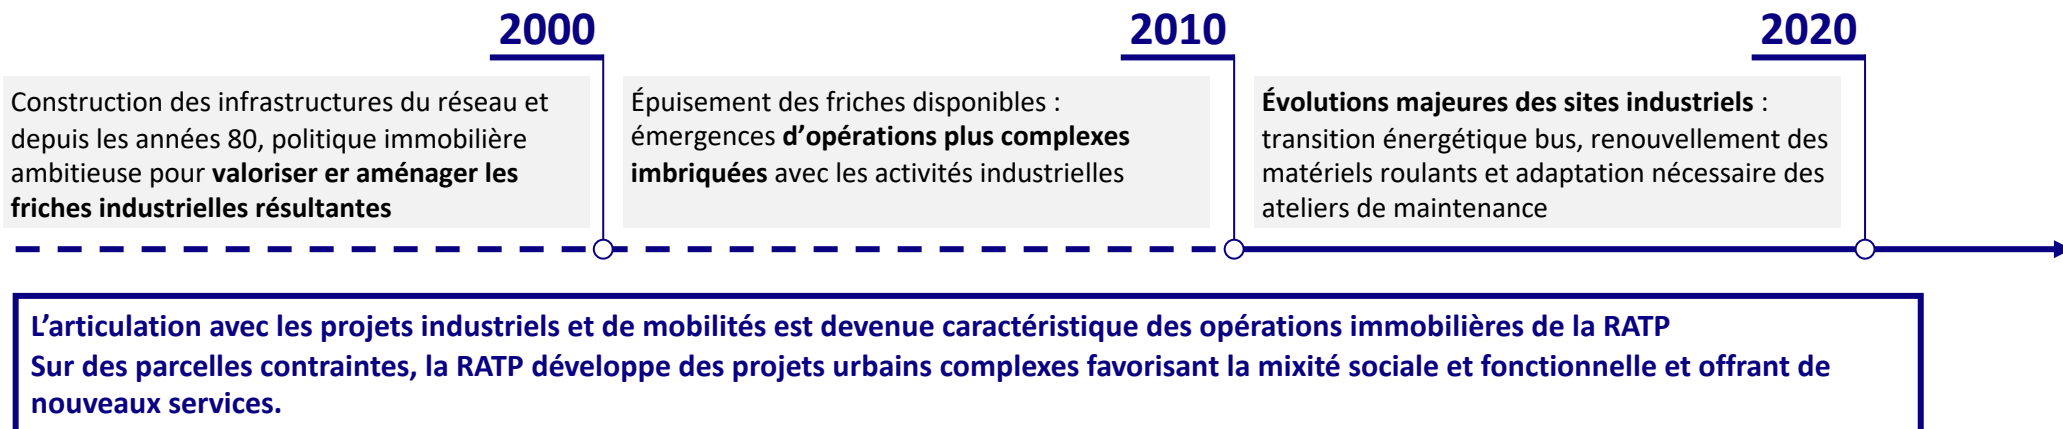 2000
Construction des infrastructures du réseau et
depuis les années 80, politique immobilière
ambitieuse pour valoriser er aménager les
friches industrielles résultantes
2010
Épuisement des friches disponibles :
émergences d’opérations plus complexes
imbriquées avec les activités industrielles
2020
Évolutions majeures des sites industriels :
transition énergétique bus, renouvellement des
matériels roulants et adaptation nécessaire des
ateliers de maintenance
L’articulation avec les projets industriels et de mobilités est devenue caractéristique des opérations immobilières de la RATP
Sur des parcelles contraintes, la RATP développe des projets urbains complexes favorisant la mixité sociale et fonctionnelle et offrant de
nouveaux services.